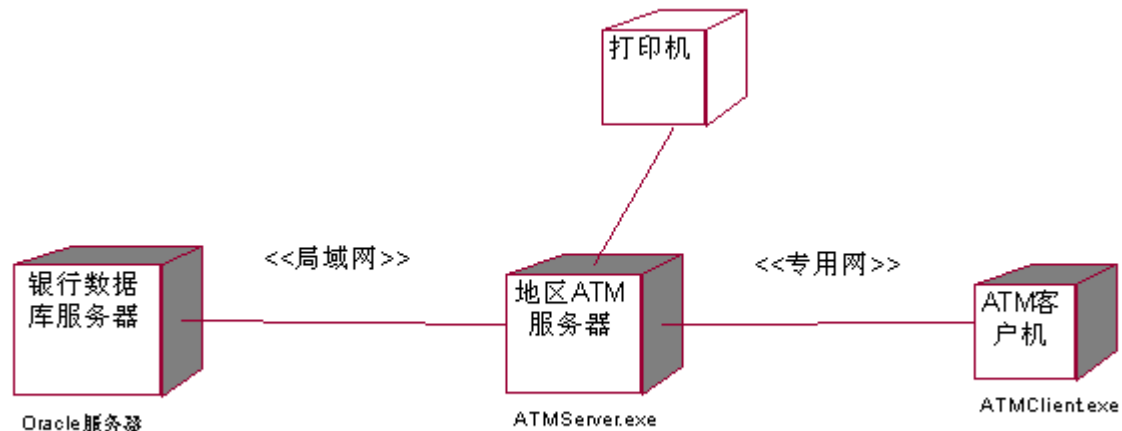 打印机
<<局域网>>
<<专用网>>
银行数据
库服务器
地区ATM
服务器
ATM客
户机
Oracle服务器
ATMServer.exe
ATMClient.exe